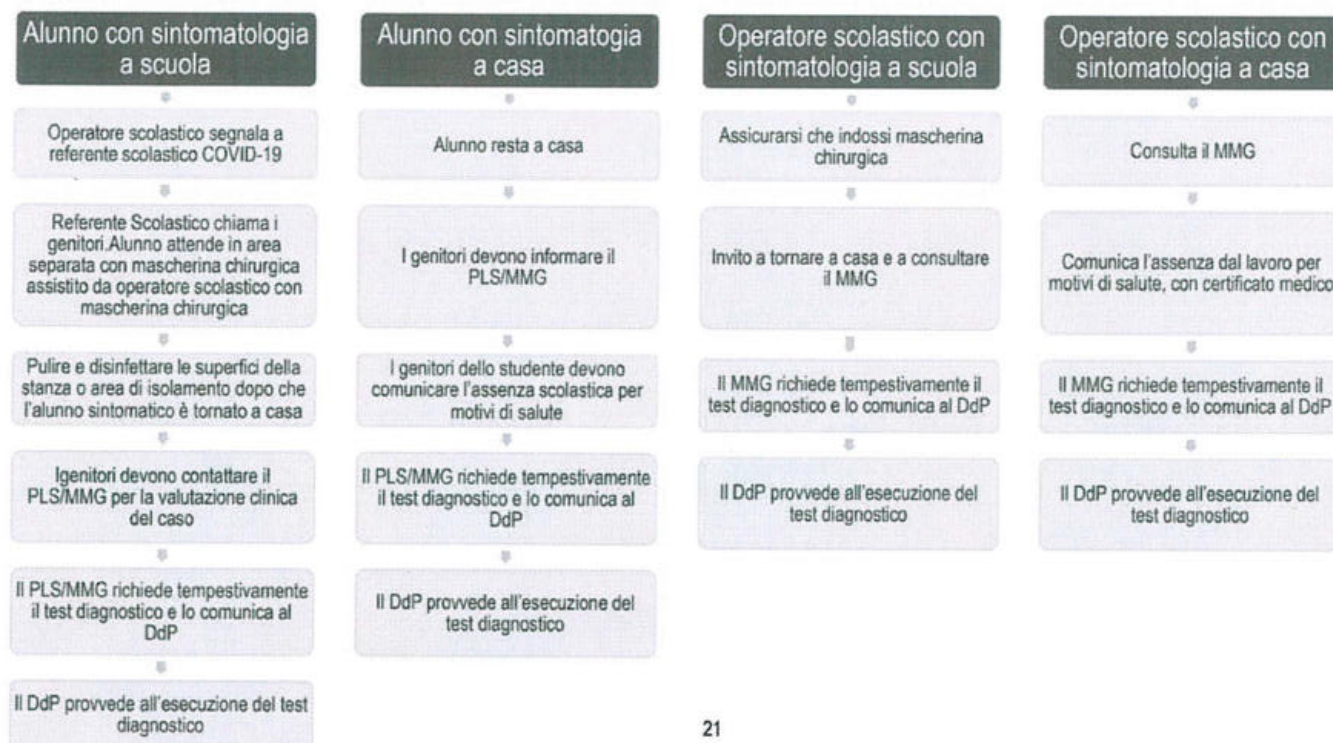 Alunno con sintomatologia
a scuola
Operatore scolastico segnala a
referente scolastico COVID-19
Referente Scolastico chiama i
genitori.Alunno attende in area
separata con mascherina chirurgica
assistito da operatore scolastico con
mascherina chirurgica
Pulire e disinfettare le superfici della
stanza o area di isolamento dopo che
l'alunno sintomatico è tornato a casa
Igenitori devono contattare il
PLS/MMG per la valutazione clinica
del caso
Il PLS/MMG richiede tempestivamente
il test diagnostico e lo comunica al
DdP
Il DdP provvede all'esecuzione del test
diagnostico
Alunno con sintomatogia
a casa
Alunno resta a casa
I genitori devono informare il
PLS/MMG
I genitori dello studente devono
comunicare l'assenza scolastica per
motivi di salute
Il PLS/MMG richiede tempestivamente
il test diagnostico e lo comunica al
DdP
Il DdP provvede all'esecuzione del
test diagnostico
Operatore scolastico con
sintomatologia a scuola
Assicurarsi che indossi mascherina
chirurgica
Invito a tornare a casa e a consultare
il MMG
Il MMG richiede tempestivamente il
test diagnostico e lo comunica al DdP
Il DdP provvede all'esecuzione del
test diagnostico
Operatore scolastico con
sintomatologia a casa
Consulta il MMG
Comunica l'assenza dal lavoro per
motivi di salute, con certificato medico
Il MMG richiede tempestivamente il
test diagnostico e lo comunica al DdP
Il DdP provvede all'esecuzione del
test diagnostico
21